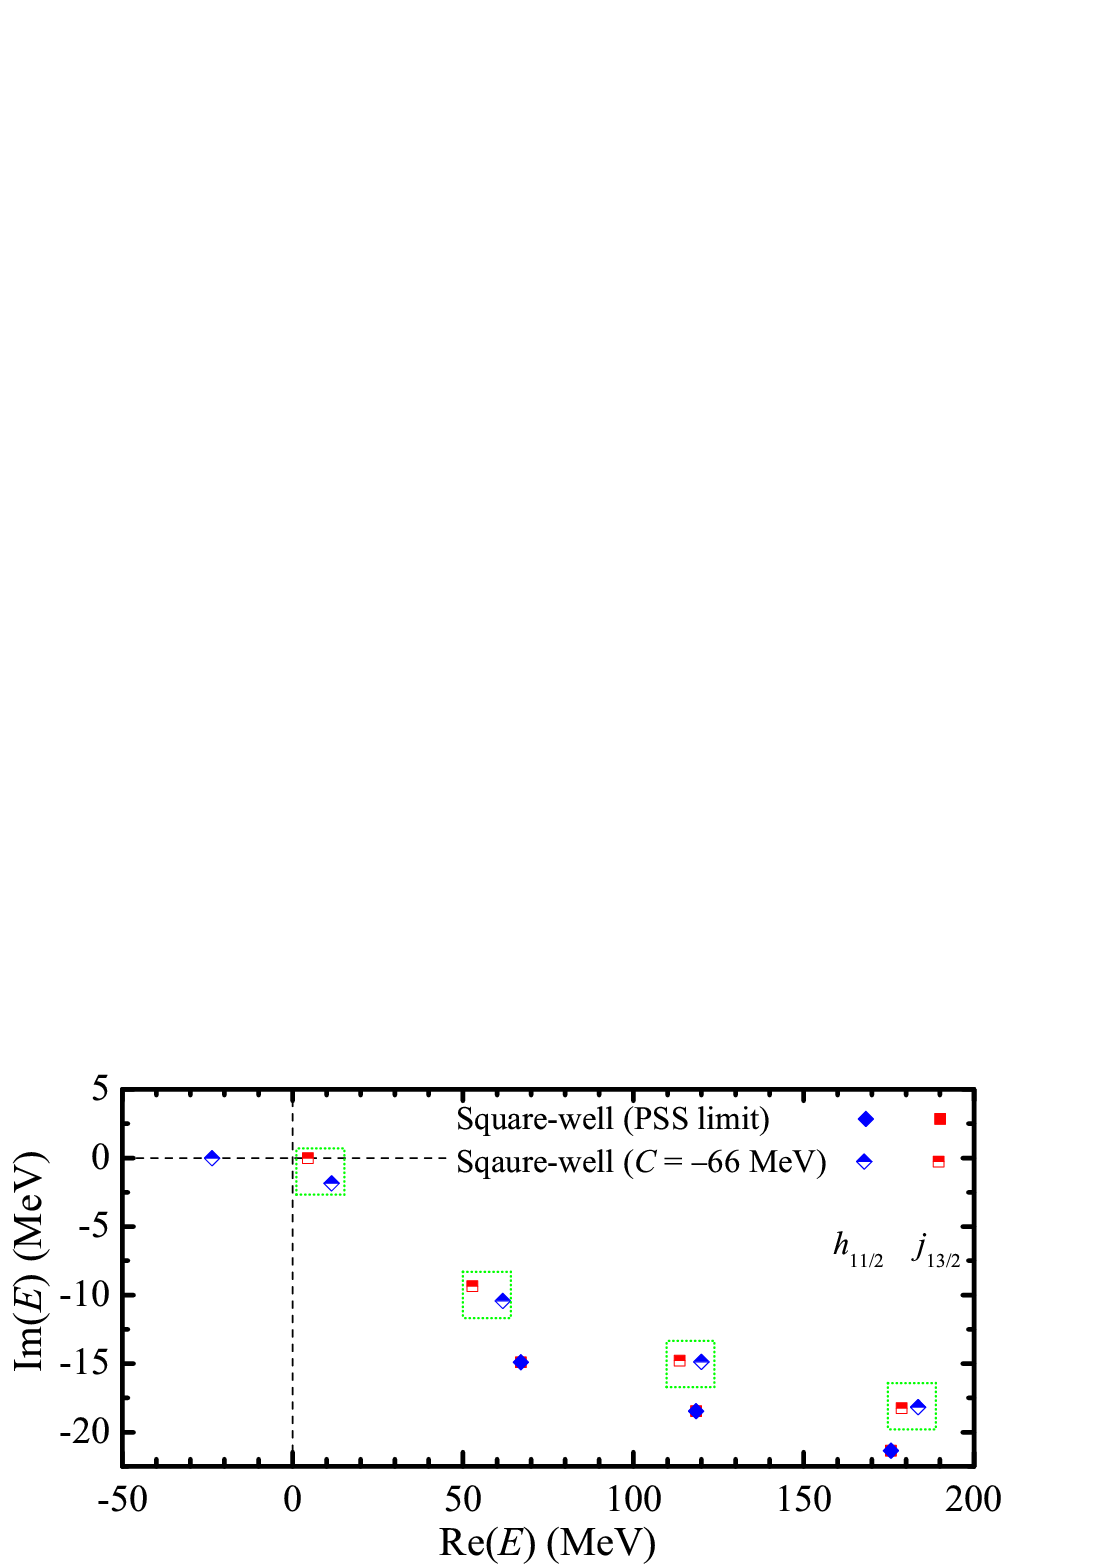 5
0
-5
-10
-15
-20
Im(E) (MeV)
Square-well (PSS limit)
Sqaure-well (C = –66 MeV)
h11/2 j13/2
-50 0 50 100 150 200
Re(E) (MeV)